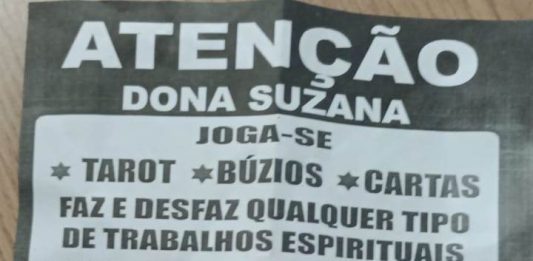 ATENÇÃO
DONA SUZANA
JOGA-SE
✶ TAROT ✶ BÚZIOS ✶ CARTAS
FAZ E DESFAZ QUALQUER TIPO
DE TRABALHOS ESPIRITUAIS